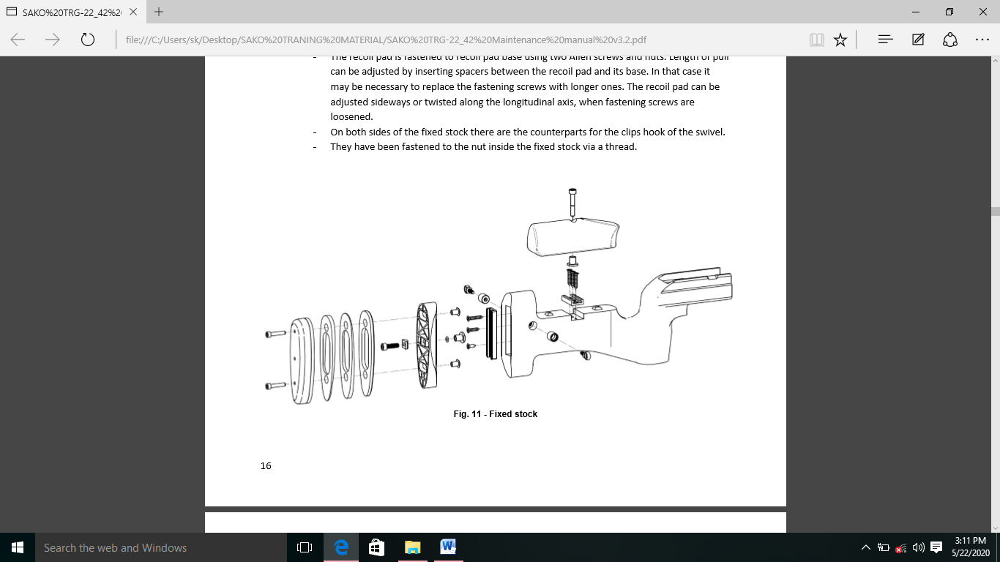 SAKO%20TRG-22_42%2
file:///C:/Users/sk/Desktop/SAKO%20TRANING%20MATERIAL/SAKO%20TRG-22_42%20Maintenance%20manual%20v3.2.pdf
- The recoil pad is fastened to recoil pad base using two Allen screws and nuts. Length of pull
can be adjusted by inserting spacers between the recoil pad and its base. In that case it
may be necessary to replace the fastening screws with longer ones. The recoil pad can be
adjusted sideways or twisted along the longitudinal axis, when fastening screws are
loosened.
- On both sides of the fixed stock there are the counterparts for the clips hook of the swivel.
- They have been fastened to the nut inside the fixed stock via a thread.
Fig. 11 - Fixed stock
16
Search the web and Windows
3:11 PM
5/22/2020